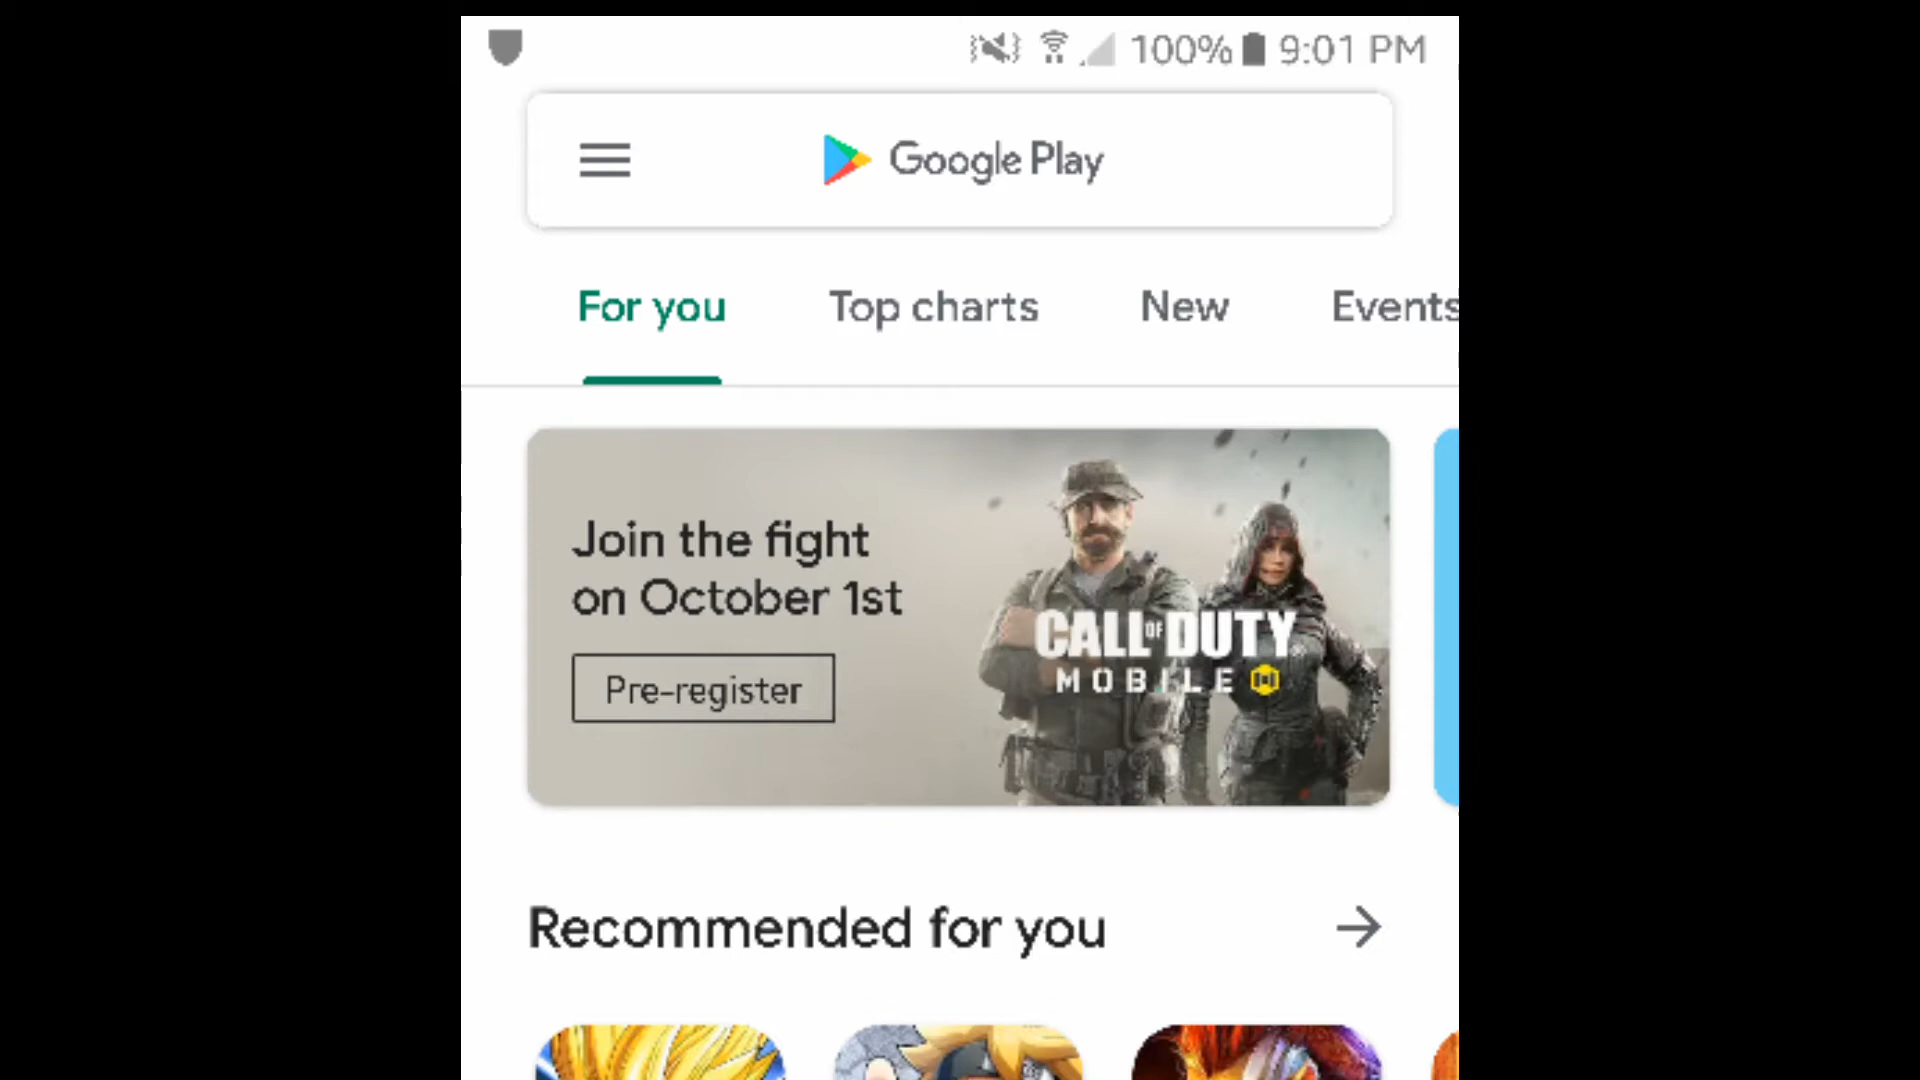 100% 9:01 PM
Google Play
For you Top charts New Events
Join the fight
on October 1st
Pre-register
CALL OF DUTY
MOBILE
Recommended for you